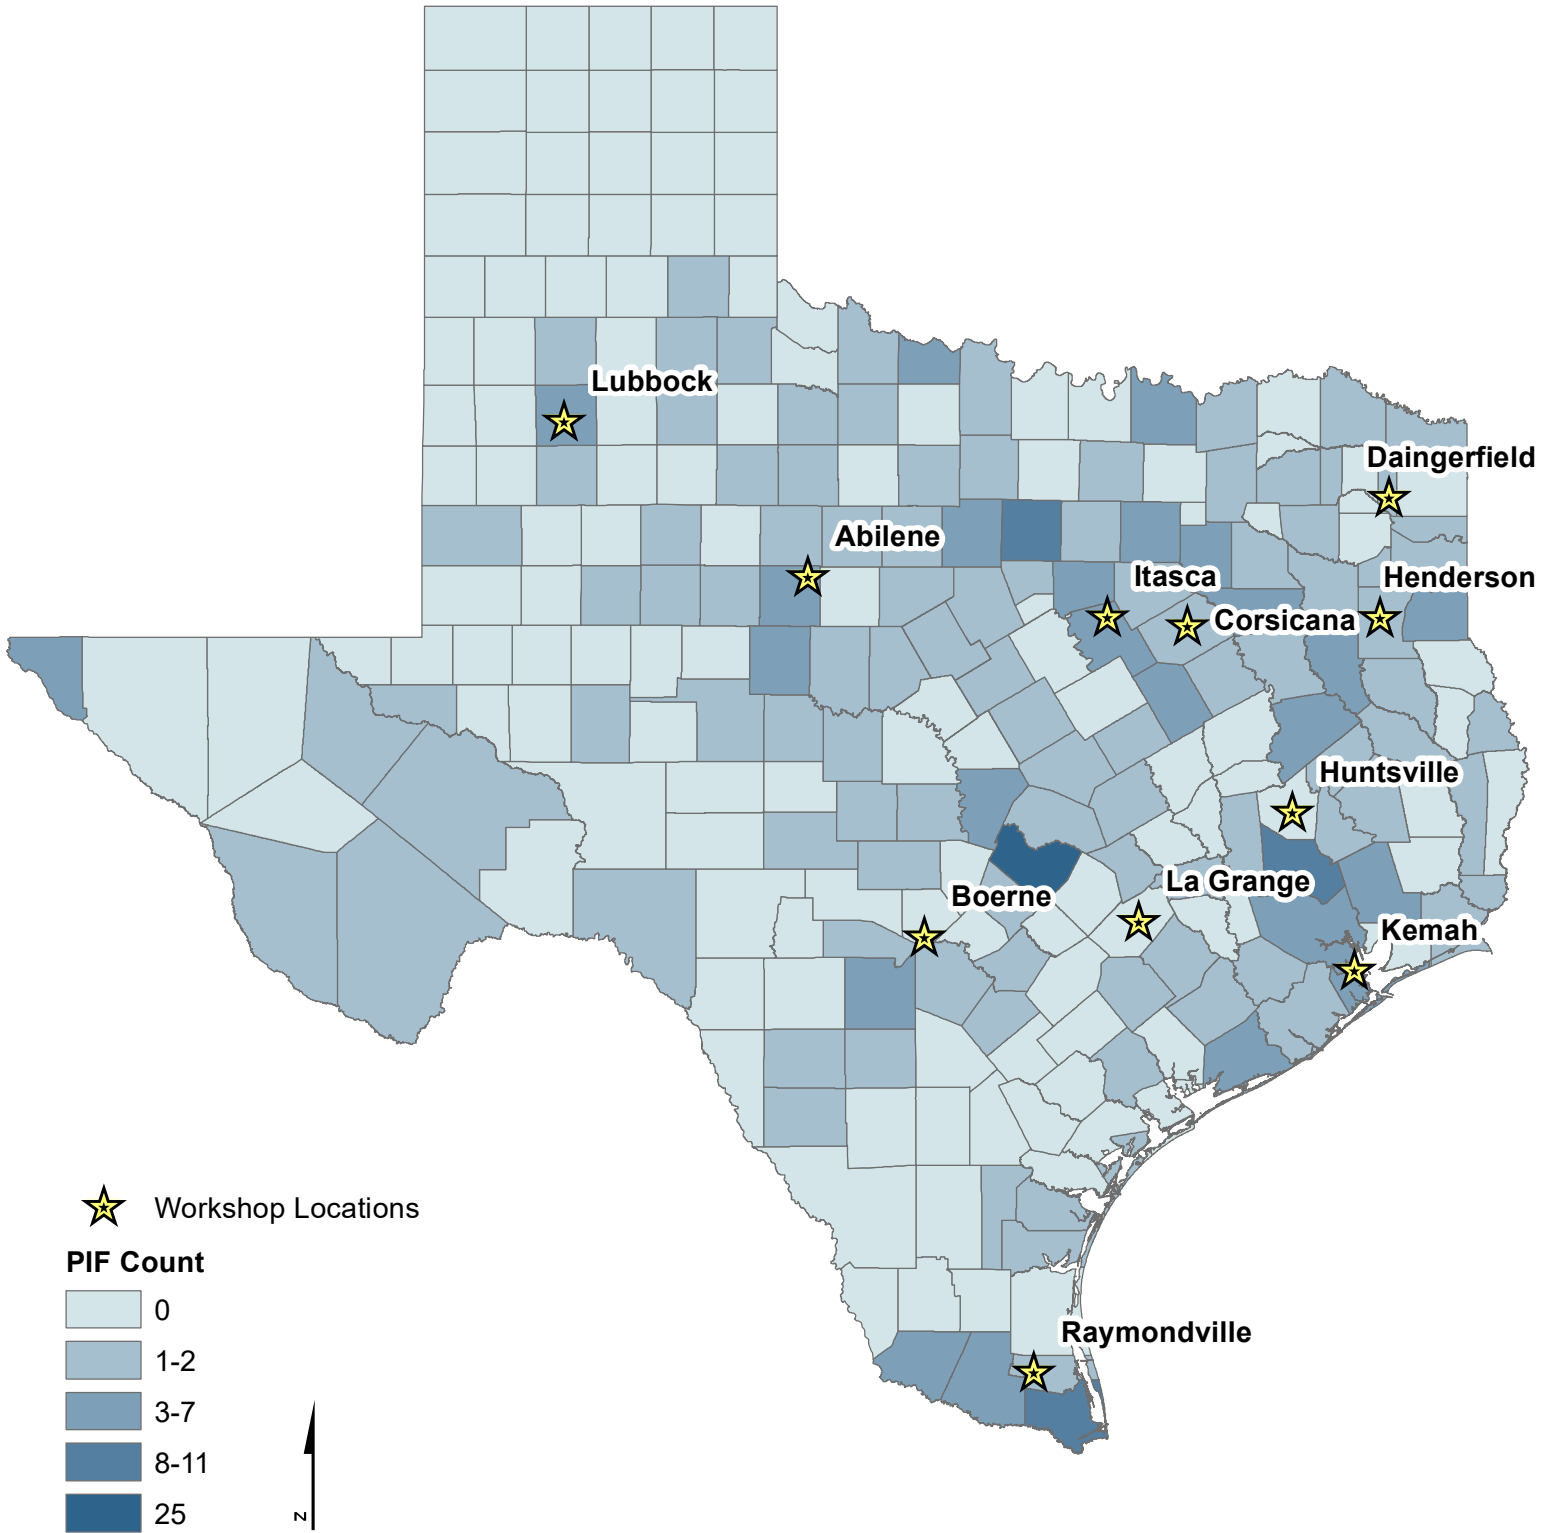 Lubbock
Daingerfield
Abilene
Itasca
Henderson
Corsicana
Huntsville
La Grange
Boerne
Kemah
Raymondville
Workshop Locations
PIF Count
0
1-2
3-7
8-11
25
N